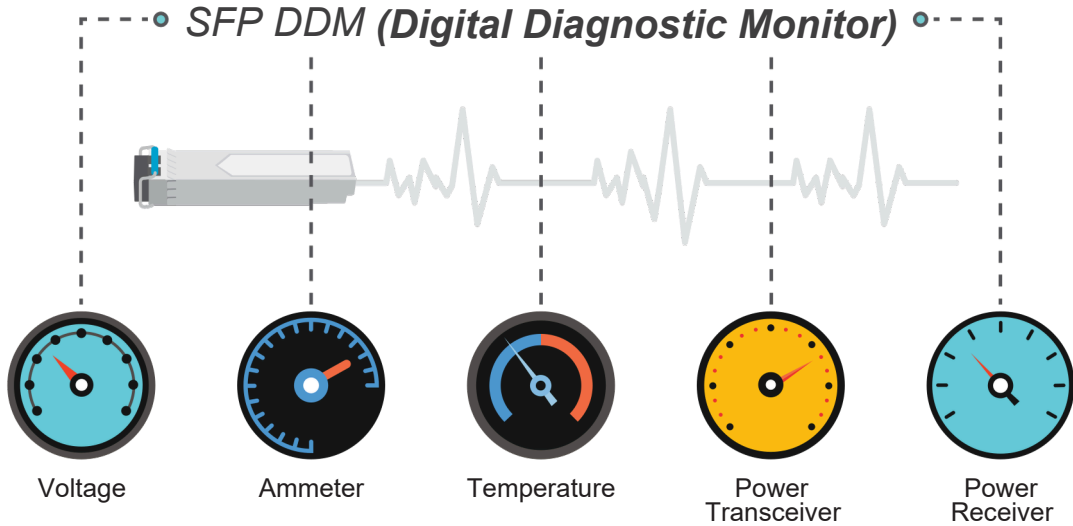 SFP DDM (Digital Diagnostic Monitor)
Voltage
Ammeter
Temperature
Power
Transceiver
Power
Receiver